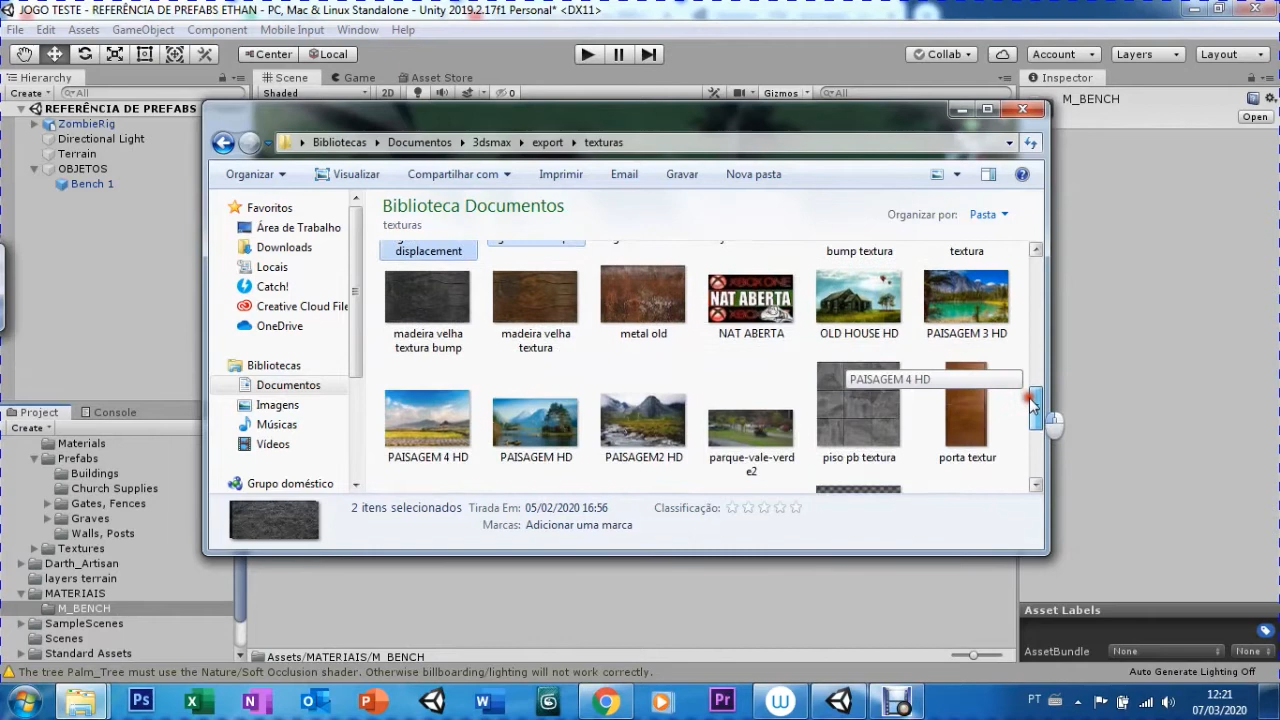 JOGO TESTE - REFERÊNCIA DE PREFABS ETHAN - PC, Mac & Linux Standalone - Unity 2019.2.17f1 Personal* <DX11>
File Edit Assets GameObject Component Mobile Input Window Help
Center Local Collab Account Layers Layout
Hierarchy Scene Game Asset Store Inspector
Create All Shaded 2D 0 Gizmos All
M_BENCH
Open
REFERÊNCIA DE PREFABS
ZombieRig
Directional Light
Terrain
OBJETOS
Bench 1
Bibliotecas Documentos 3dsmax export texturas
Organizar Visualizar Compartilhar com Imprimir Email Gravar Nova pasta
Favoritos
Área de Trabalho
Downloads
Locais
Catch!
Creative Cloud File
OneDrive
Bibliotecas
Documentos
Imagens
Músicas
Vídeos
Grupo doméstico
Biblioteca Documentos
texturas
Organizar por: Pasta
displacement bump textura textura
NAT ABERTA
XBOX ONE
madeira velha textura bump
madeira velha textura
metal old
NAT ABERTA
OLD HOUSE HD
PAISAGEM 3 HD
PAISAGEM 4 HD
PAISAGEM 4 HD
PAISAGEM HD
PAISAGEM2 HD
parque-vale-verd
e2
piso pb textura
porta textur
2 itens selecionados Tirada Em: 05/02/2020 16:56 Classificação:
Marcas: Adicionar uma marca
Project Console
Create
Materials
Prefabs
Buildings
Church Supplies
Gates, Fences
Graves
Walls, Posts
Textures
Darth_Artisan
layers terrain
MATERIAIS
M_BENCH
SampleScenes
Scenes
Standard Assets
Assets/MATERIAIS/M_BENCH
Asset Labels
AssetBundle None None
The tree Palm_Tree must use the Nature/Soft Occlusion shader. Otherwise billboarding/lighting will not work correctly.
Auto Generate Lighting Off
PT 12:21
07/03/2020